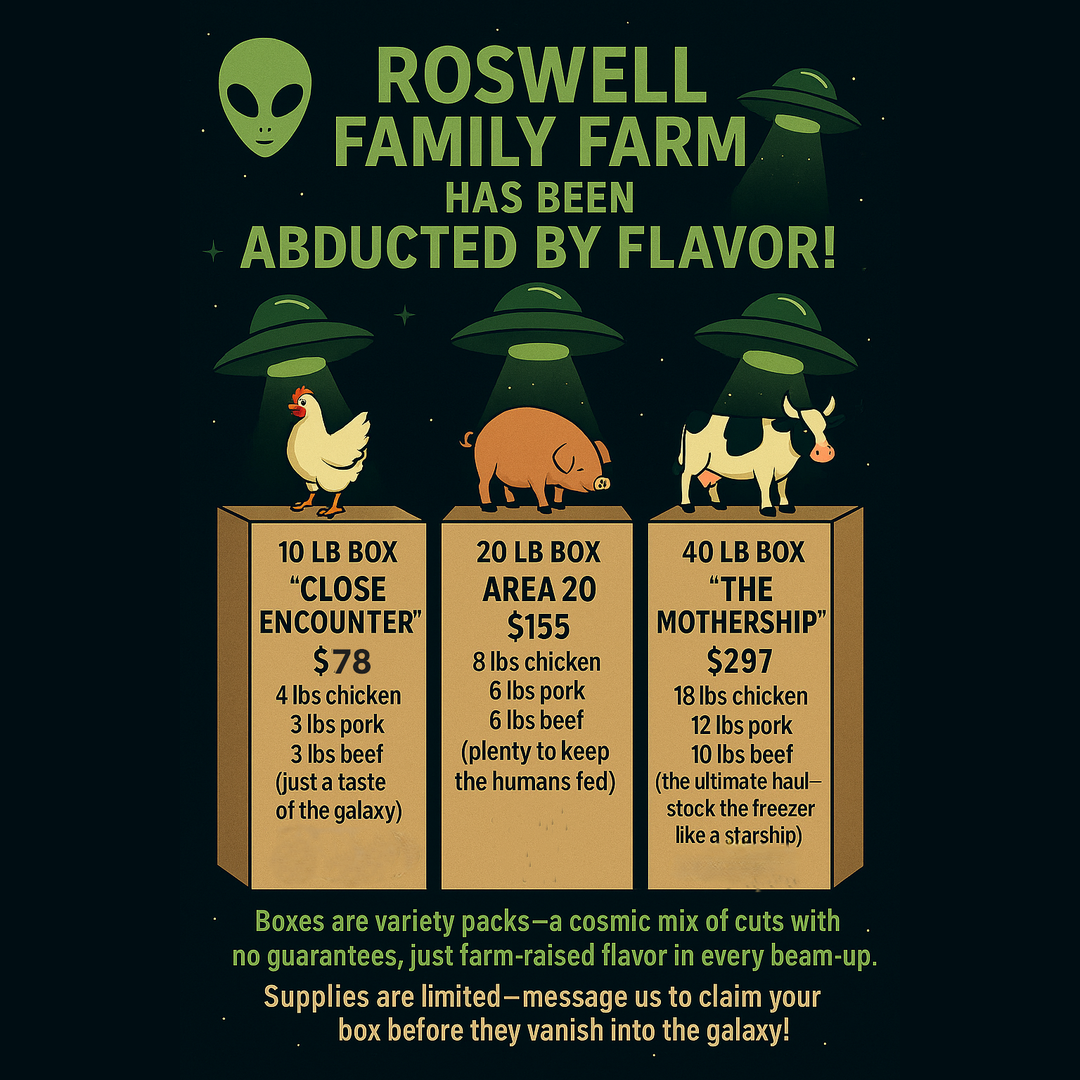 ROSWELL
FAMILY FARM
HAS BEEN
ABDUCTED BY FLAVOR!
10 LB BOX
“CLOSE
ENCOUNTER”
$78
4 lbs chicken
3 lbs pork
3 lbs beef
(just a taste
of the galaxy)
20 LB BOX
AREA 20
$155
8 lbs chicken
6 lbs pork
6 lbs beef
(plenty to keep
the humans fed)
40 LB BOX
“THE
MOTHERSHIP”
$297
18 lbs chicken
12 lbs pork
10 lbs beef
(the ultimate haul—
stock the freezer
like a starship)
Boxes are variety packs—a cosmic mix of cuts with
no guarantees, just farm-raised flavor in every beam-up.
Supplies are limited—message us to claim your
box before they vanish into the galaxy!